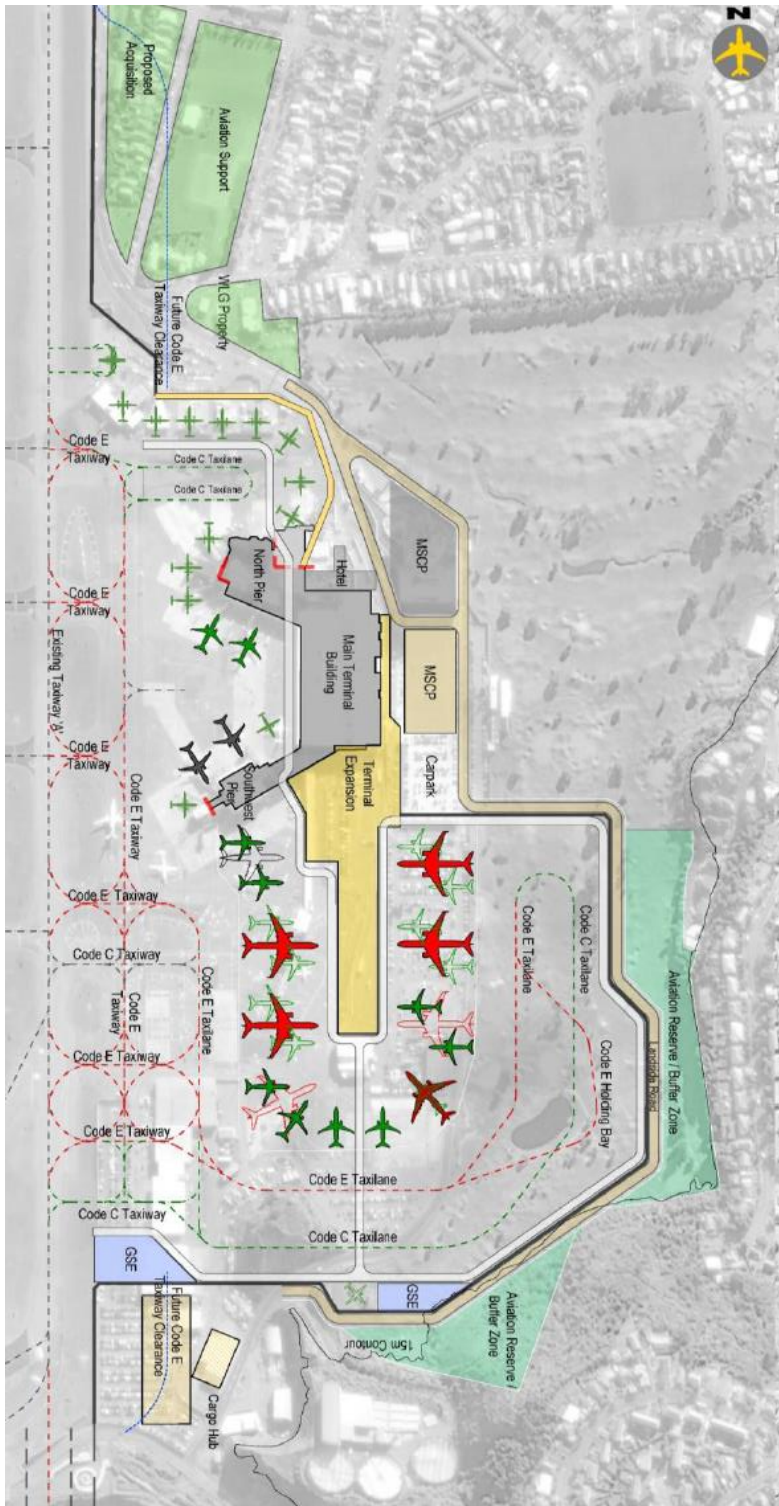 N
Proposed
Acquisition
Aviation Support
WLG Property
Future Code E
Taxiway Clearance
Code E
Taxiway
Code C Taxilane
Code C Taxilane
MSCP
Hotel
North Pier
Code E
Taxiway
Main Terminal
Building
MSCP
Existing Taxiway 'A'
Code E
Taxiway
Code E Taxiway
Southwest
Pier
Terminal
Expansion
Carpark
Code E Taxiway
Code C Taxiway
Code E
Taxiway
Code E Taxilane
Code E Taxilane
Code C Taxilane
Code E Holding Bay
Landside Road
Aviation Reserve / Buffer Zone
Code E Taxiway
Code E Taxiway
Code E Taxilane
Code C Taxiway
Code C Taxilane
GSE
GSE
Future Code E
Taxiway Clearance
15m Contour
Aviation Reserve /
Buffer Zone
Cargo Hub